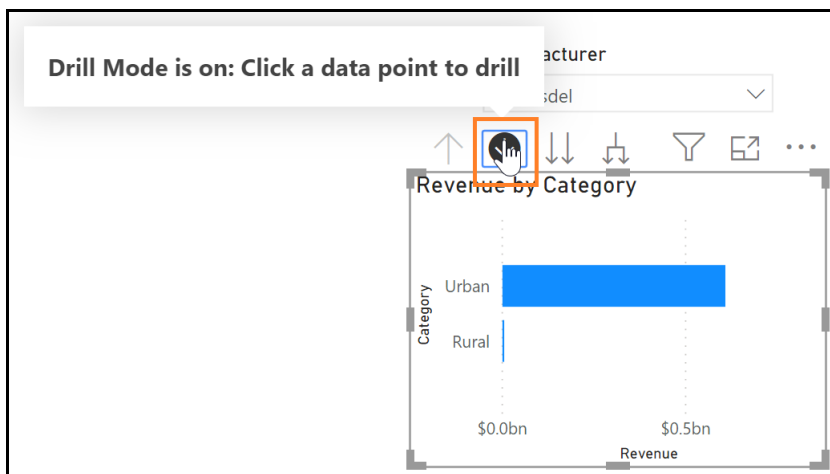 Drill Mode is on: Click a data point to drill
acturer
sdel
Revenue by Category
Category
Urban
Rural
$0.0bn
$0.5bn
Revenue